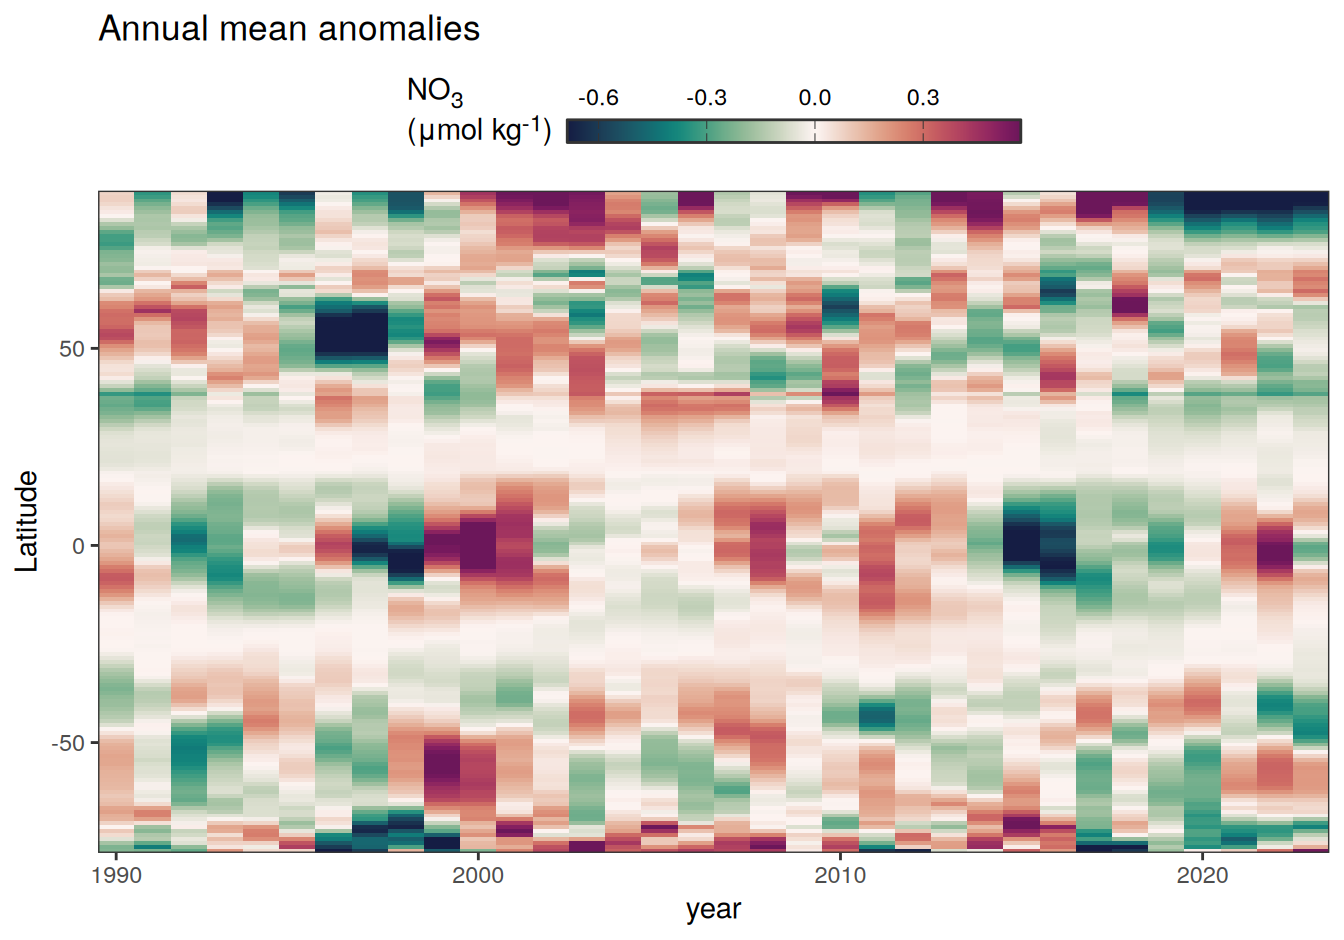 Annual mean anomalies
NO₃
(μmol kg⁻¹)
-0.6 -0.3 0.0 0.3
Latitude
50
0
-50
1990 2000 2010 2020
year